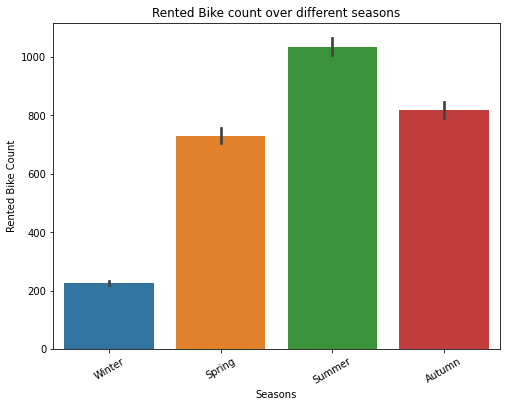 Rented Bike count over different seasons
1000
800
600
400
200
0
Rented Bike Count
Winter
Spring
Summer
Autumn
Seasons